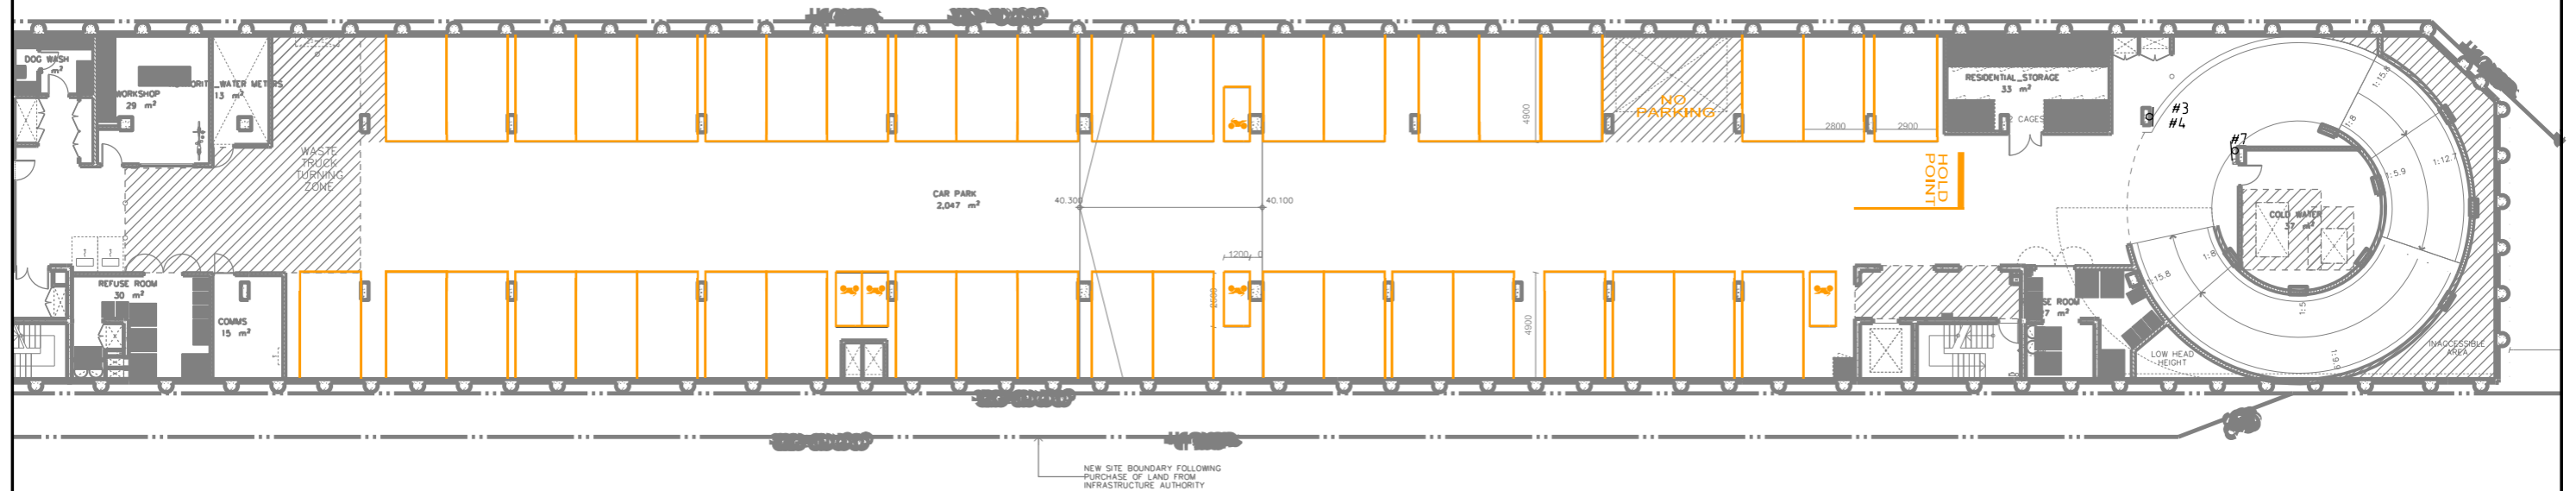 DOG WASH
m²
WORKSHOP
29 m²
WATER METERS
13 m²
WASTE
TRUCK
TURNING
ZONE
CAR PARK
2,047 m²
40.300
40.100
4900
NO
PARKING
2800
2900
HOLD
POINT
RESIDENTIAL_STORAGE
33 m²
CAGES
#3
#4
#7
1:15.8
1:8
1:12.7
1:5.9
COLD WATER
37 m²
REFUSE ROOM
30 m²
COMMS
15 m²
1200
4900
1:15.8
1:8
1:5
1:9.1
ROOM
LOW HEAD
HEIGHT
INACCESSIBLE
AREA
NEW SITE BOUNDARY FOLLOWING
PURCHASE OF LAND FROM
INFRASTRUCTURE AUTHORITY